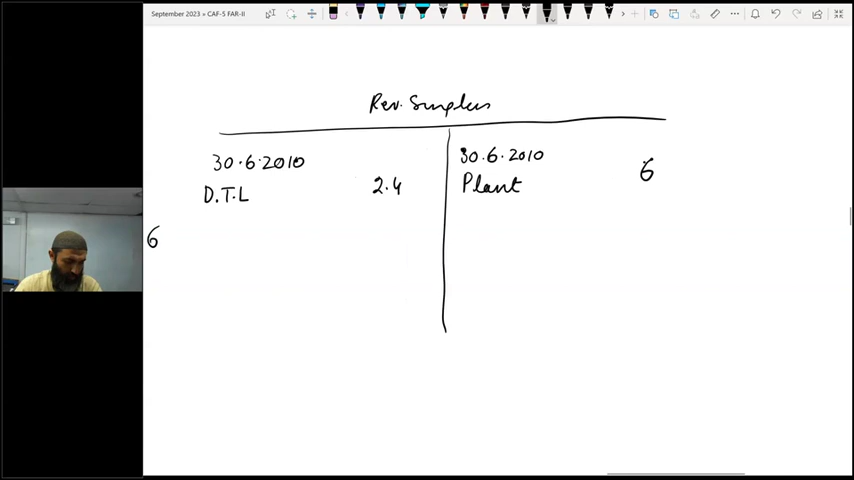 September 2023 » CAF-5 FAR-II
Rev. Surplus
30.6.2010
D.T.L 2.4
30.6.2010
Plant 6
6